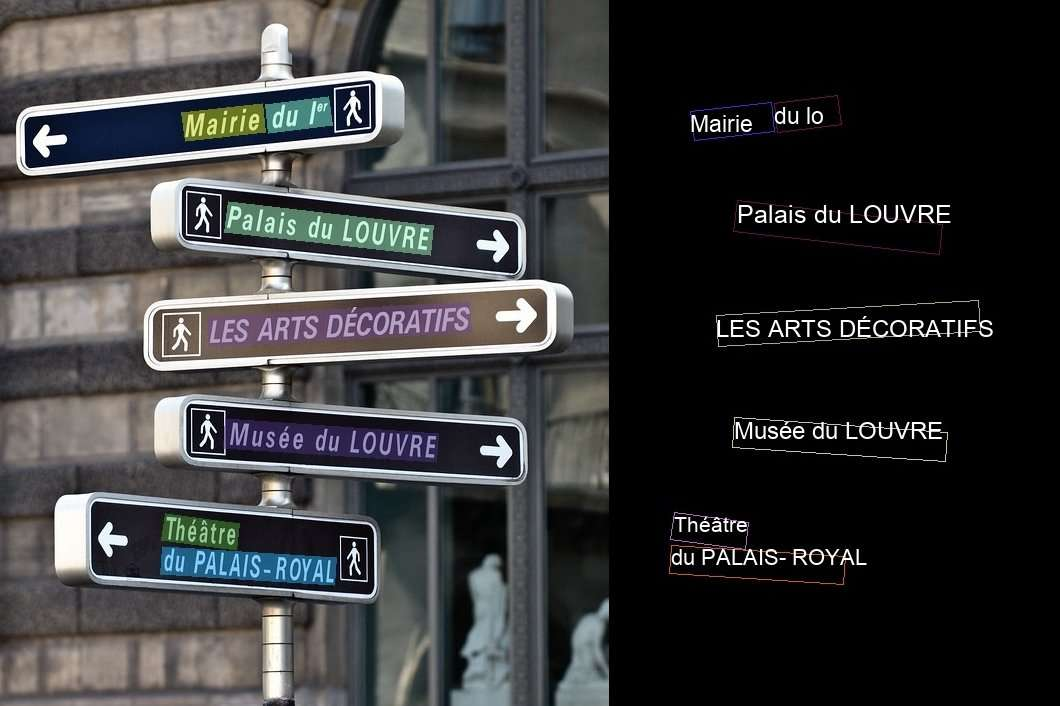 Mairie du Ier
Palais du LOUVRE
LES ARTS DÉCORATIFS
Musée du LOUVRE
Théâtre
du PALAIS-ROYAL
Mairie du lo
Palais du LOUVRE
LES ARTS DÉCORATIFS
Musée du LOUVRE
Théâtre
du PALAIS- ROYAL